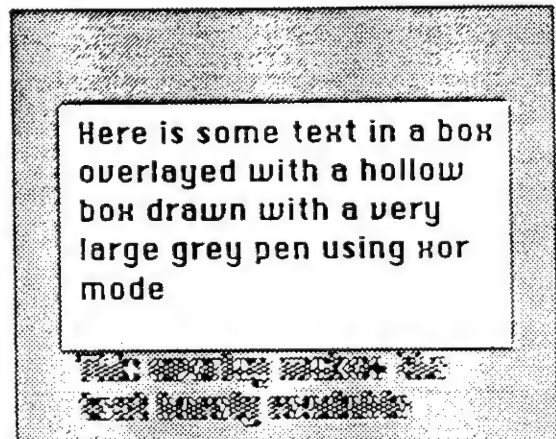 Here is some text in a box
overlayed with a hollow
box drawn with a very
large grey pen using xor
mode